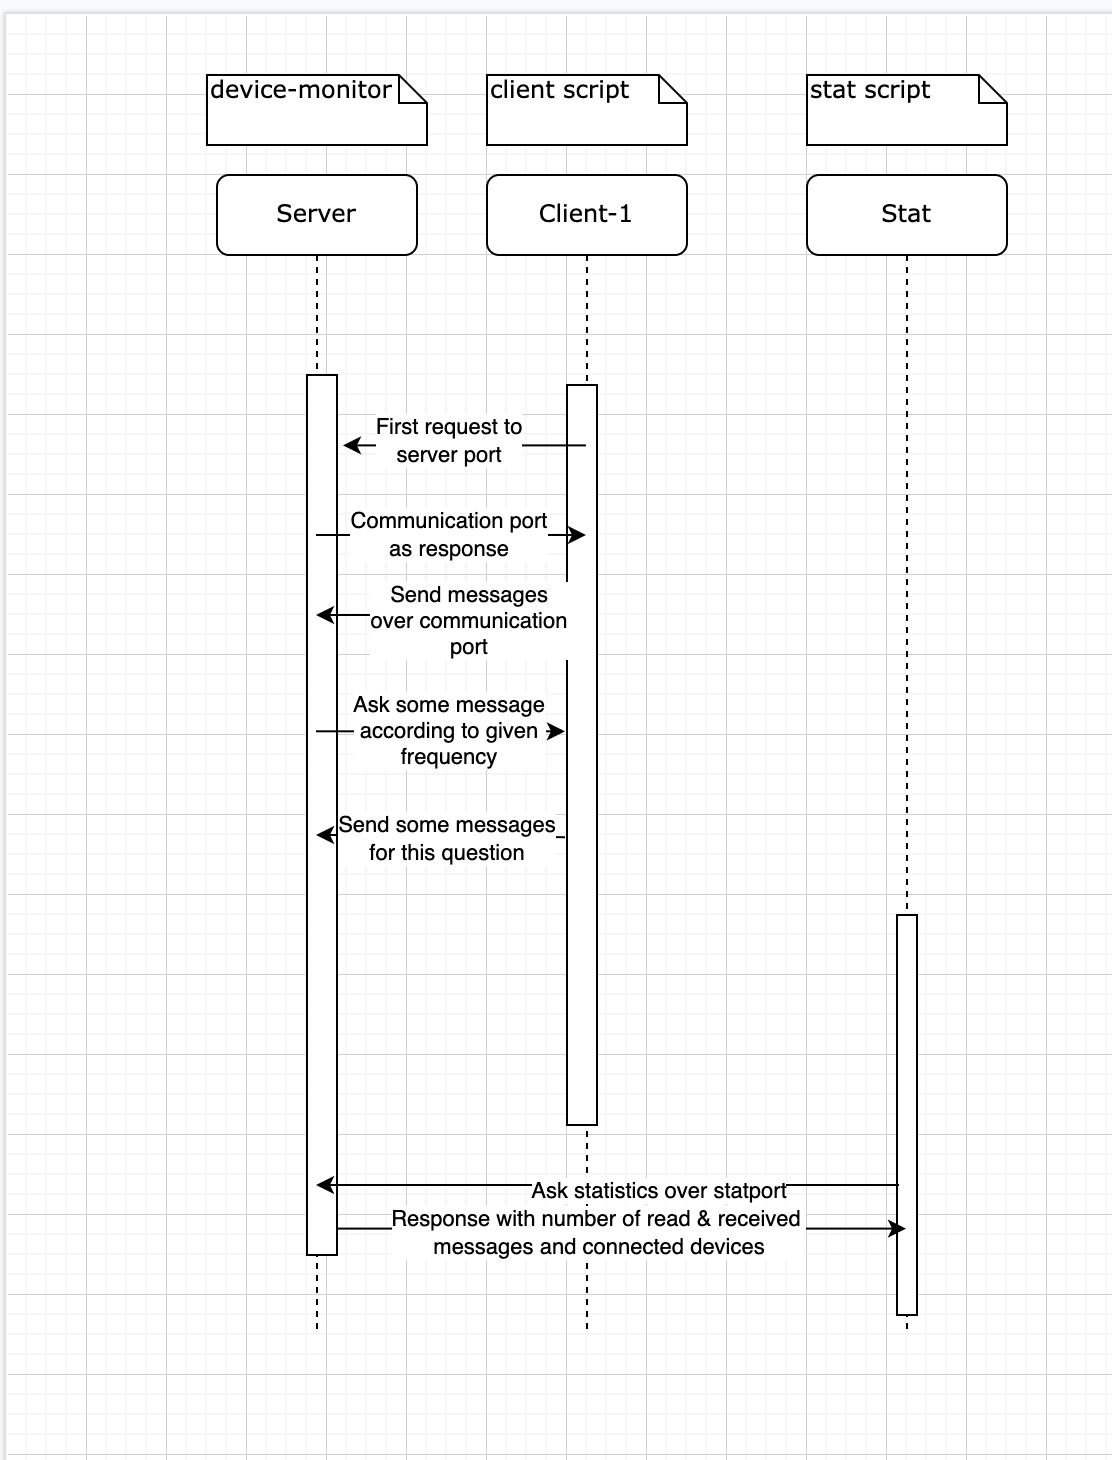 device-monitor
client script
stat script
Server
Client-1
Stat
First request to
server port
Communication port
as response
Send messages
over communication
port
Ask some message
according to given
frequency
Send some messages
for this question
Ask statistics over statport
Response with number of read & received
messages and connected devices